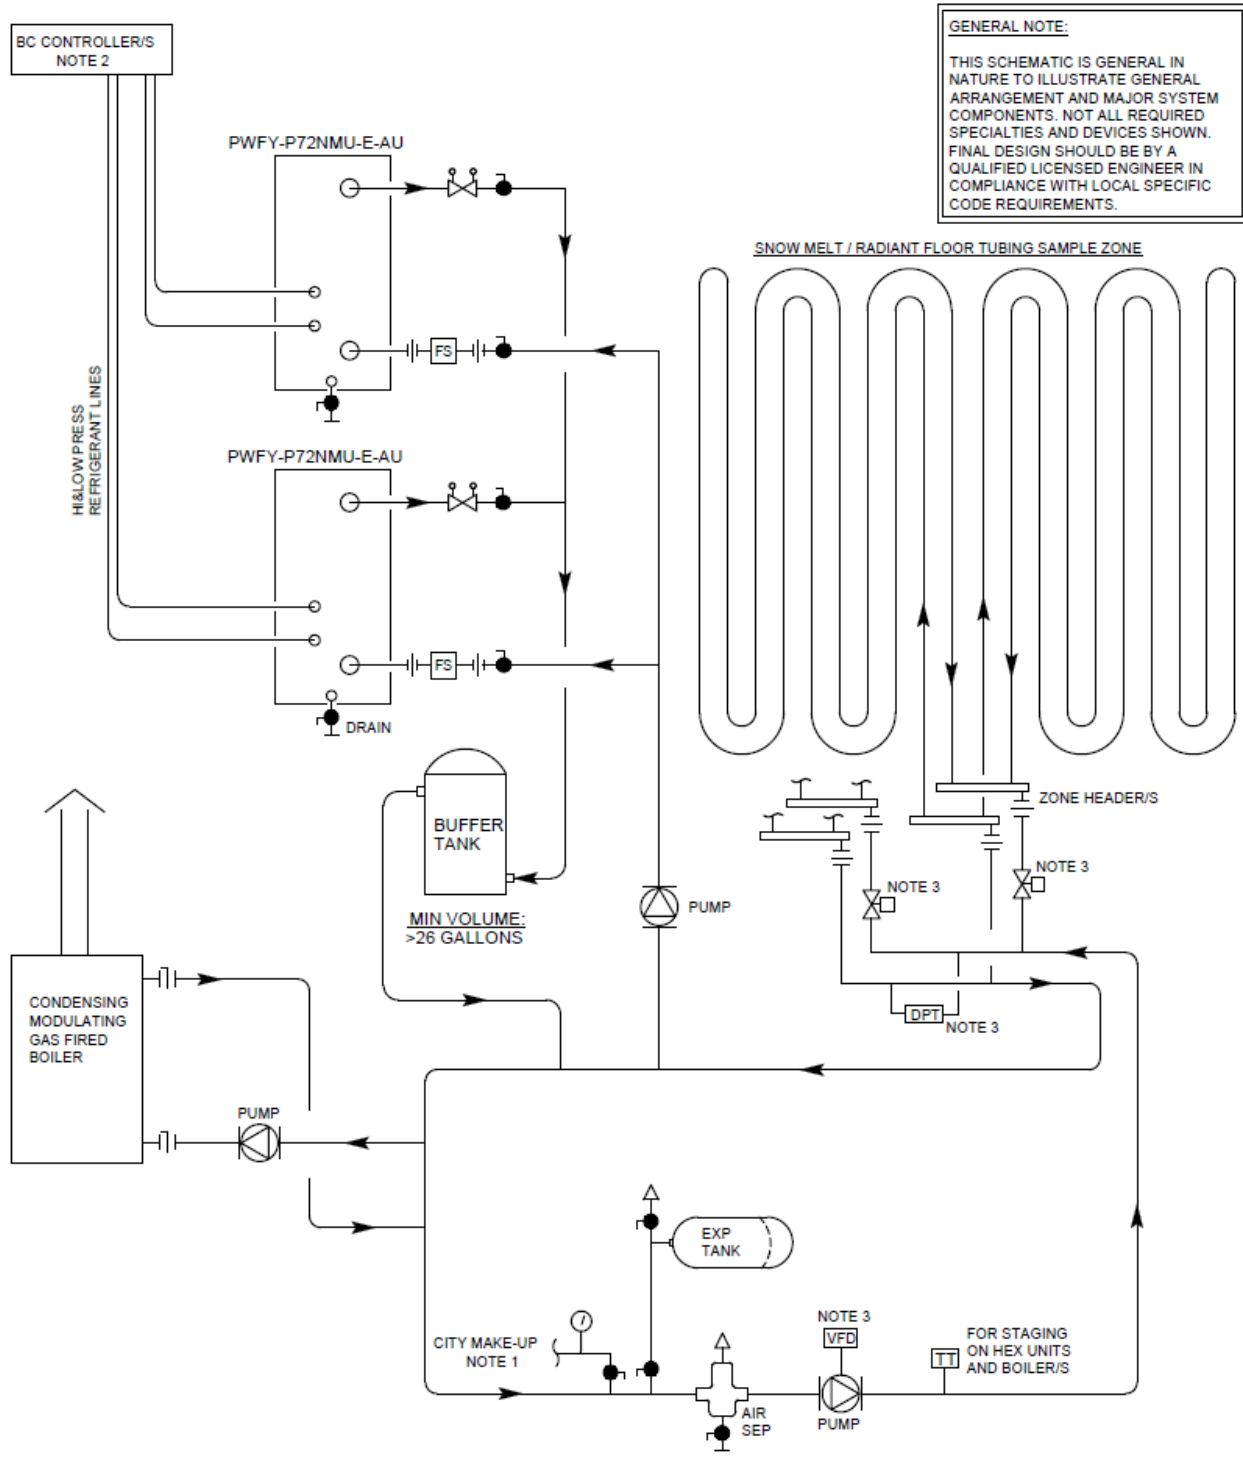 BC CONTROLLER/S
NOTE 2
GENERAL NOTE:
THIS SCHEMATIC IS GENERAL IN
NATURE TO ILLUSTRATE GENERAL
ARRANGEMENT AND MAJOR SYSTEM
COMPONENTS. NOT ALL REQUIRED
SPECIALTIES AND DEVICES SHOWN.
FINAL DESIGN SHOULD BE BY A
QUALIFIED LICENSED ENGINEER IN
COMPLIANCE WITH LOCAL SPECIFIC
CODE REQUIREMENTS.
PWFY-P72NMU-E-AU
SNOW MELT / RADIANT FLOOR TUBING SAMPLE ZONE
FS
HI&LOW PRESS
REFRIGERANT LINES
PWFY-P72NMU-E-AU
FS
DRAIN
BUFFER
TANK
MIN VOLUME:
>26 GALLONS
PUMP
ZONE HEADER/S
NOTE 3
NOTE 3
DPT
NOTE 3
CONDENSING
MODULATING
GAS FIRED
BOILER
PUMP
EXP
TANK
CITY MAKE-UP
NOTE 1
AIR
SEP
NOTE 3
VFD
PUMP
TT
FOR STAGING
ON HEX UNITS
AND BOILER/S